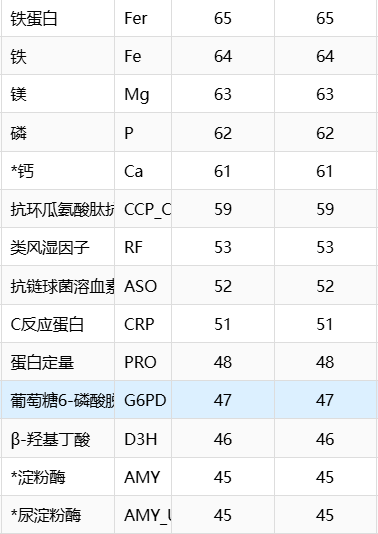 铁蛋白 Fer 65 65
铁 Fe 64 64
镁 Mg 63 63
磷 P 62 62
*钙 Ca 61 61
抗环瓜氨酸肽抗 CCP_C 59 59
类风湿因子 RF 53 53
抗链球菌溶血素 ASO 52 52
C反应蛋白 CRP 51 51
蛋白定量 PRO 48 48
葡萄糖6-磷酸脱 G6PD 47 47
β-羟基丁酸 D3H 46 46
*淀粉酶 AMY 45 45
*尿淀粉酶 AMY_U 45 45